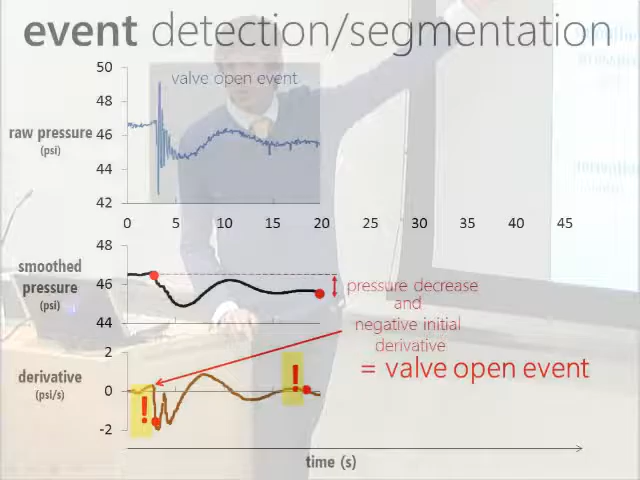 event detection/segmentation
50
valve open event
48
raw pressure
(psi)
46
44
42
0 5 10 15 20 25 30 35 40 45
smoothed
pressure
(psi)
48
46
44
pressure decrease
and
negative initial
derivative
= valve open event
derivative
(psi/s)
2
0
-2
!
!
time (s)